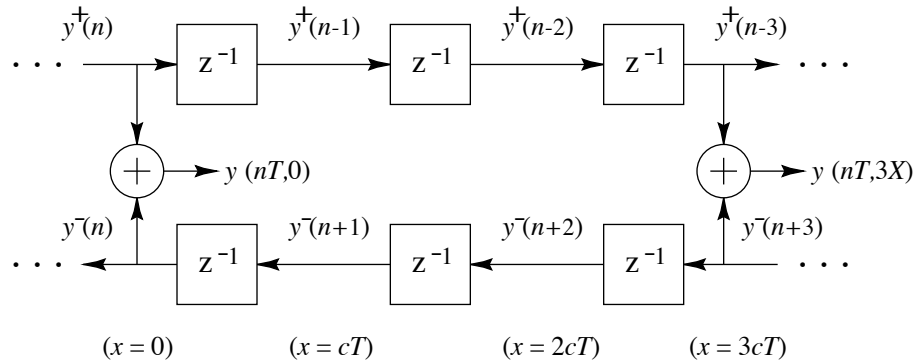 y⁺(n) y⁺(n-1) y⁺(n-2) y⁺(n-3)
· · · z⁻¹ z⁻¹ z⁻¹ · · ·
+ y (nT,0) + y (nT,3X)
y⁻(n) y⁻(n+1) y⁻(n+2) y⁻(n+3)
· · · z⁻¹ z⁻¹ z⁻¹ · · ·
(x = 0) (x = cT) (x = 2cT) (x = 3cT)